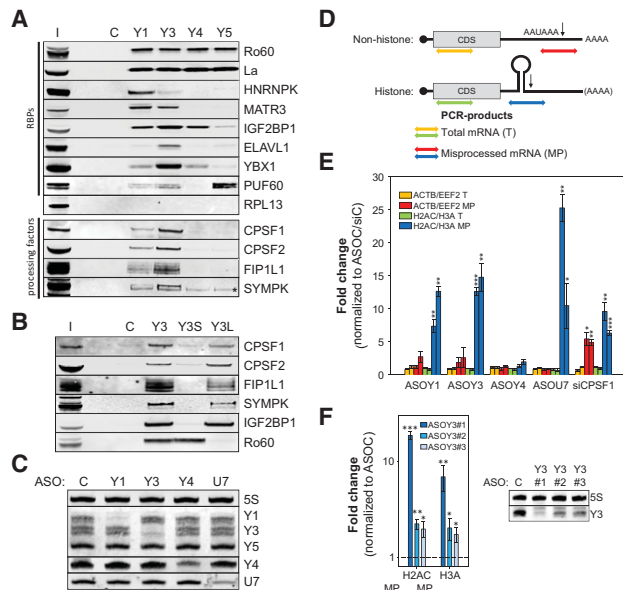 A
I C Y1 Y3 Y4 Y5
RBPs
Ro60
La
HNRNPK
MATR3
IGF2BP1
ELAVL1
YBX1
PUF60
RPL13
processing factors
CPSF1
CPSF2
FIP1L1
SYMPK
*
B
I C Y3 Y3S Y3L
CPSF1
CPSF2
FIP1L1
SYMPK
IGF2BP1
Ro60
C
ASO: C Y1 Y3 Y4 U7
5S
Y1
Y3
Y5
Y4
U7
D
Non-histone: CDS AAUAAA AAAA
Histone: CDS (AAAA)
PCR-products
Total mRNA (T)
Misprocessed mRNA (MP)
E
Fold change
(normalized to ASOC/siC)
30
25
20
15
10
5
0
ACTB/EEF2 T
ACTB/EEF2 MP
H2AC/H3A T
H2AC/H3A MP
** ** *** ** ** * * ** ** ***
ASOY1 ASOY3 ASOY4 ASOU7 siCPSF1
F
Fold change
(normalized to ASOC)
10
1
ASOY3#1
ASOY3#2
ASOY3#3
*** ** * ** * *
H2AC H3A
MP MP
Y3 Y3 Y3
ASO: C #1 #2 #3
5S
Y3